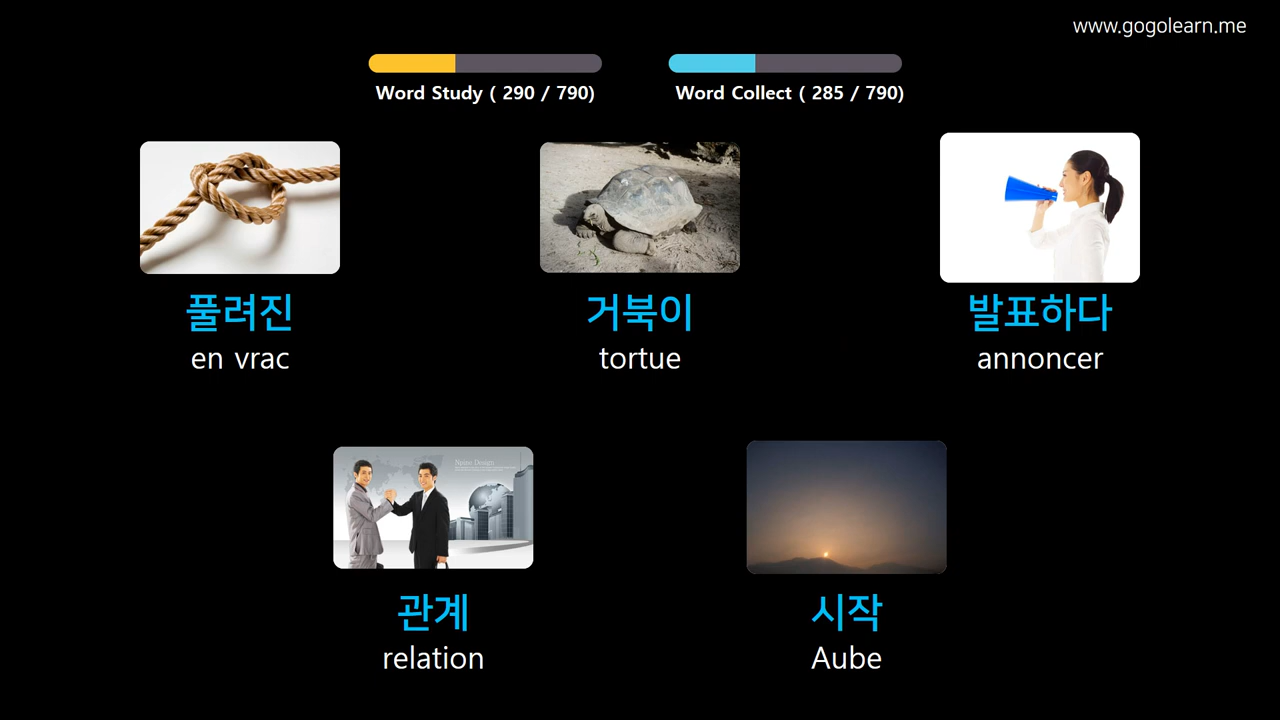 www.gogolearn.me
Word Study ( 290 / 790)
Word Collect ( 285 / 790)
풀려진
en vrac
거북이
tortue
발표하다
annoncer
관계
relation
시작
Aube